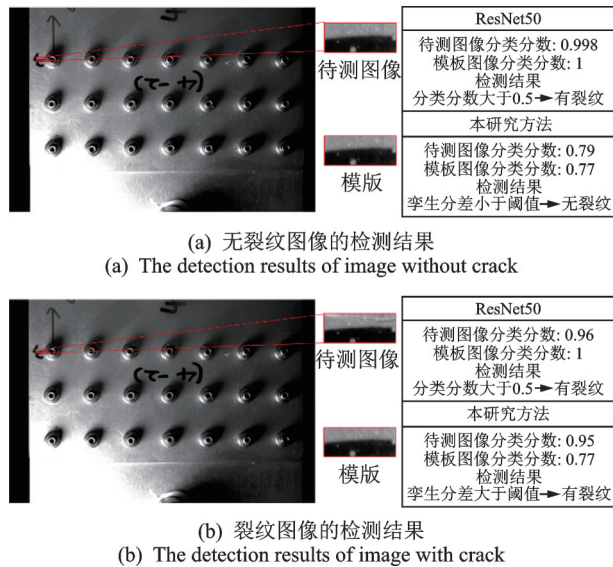 (2-4)
待测图像
模版
ResNet50
待测图像分类分数: 0.998
模板图像分类分数: 1
检测结果
分类分数大于0.5→有裂纹
本研究方法
待测图像分类分数: 0.79
模板图像分类分数: 0.77
检测结果
孪生分差小于阈值→无裂纹
(a) 无裂纹图像的检测结果
(a) The detection results of image without crack
(2-4)
待测图像
模版
ResNet50
待测图像分类分数: 0.96
模板图像分类分数: 1
检测结果
分类分数大于0.5→有裂纹
本研究方法
待测图像分类分数: 0.95
模板图像分类分数: 0.77
检测结果
孪生分差大于阈值→有裂纹
(b) 裂纹图像的检测结果
(b) The detection results of image with crack